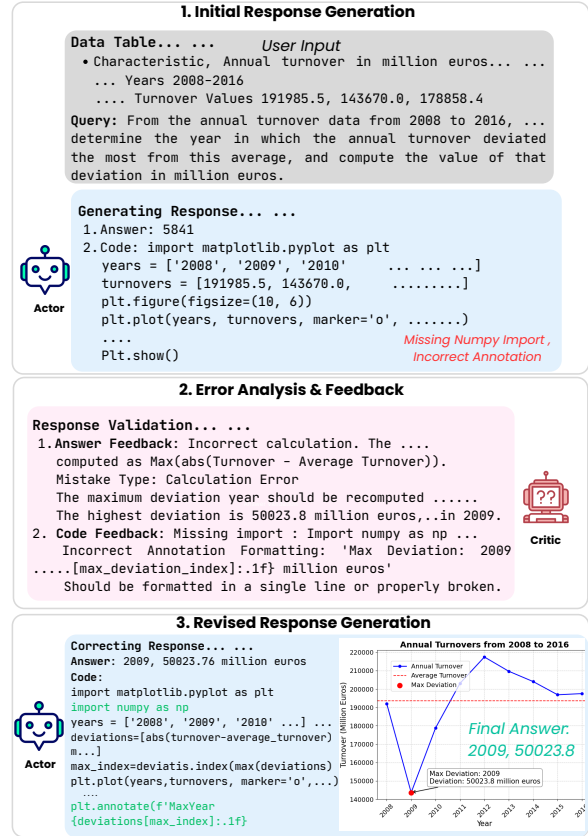 1. Initial Response Generation
Data Table... ...
User Input
• Characteristic, Annual turnover in million euros... ...
... Years 2008-2016
.... Turnover Values 191985.5, 143670.0, 178858.4
Query: From the annual turnover data from 2008 to 2016, ...
determine the year in which the annual turnover deviated
the most from this average, and compute the value of that
deviation in million euros.
Generating Response... ...
1.Answer: 5841
2.Code: import matplotlib.pyplot as plt
years = ['2008', '2009', '2010' ... ... ...]
turnovers = [191985.5, 143670.0, .........]
plt.figure(figsize=(10, 6))
plt.plot(years, turnovers, marker='o', .......)
....
Plt.show()
Missing Numpy Import ,
Incorrect Annotation
Actor
2. Error Analysis & Feedback
Response Validation... ...
1.Answer Feedback: Incorrect calculation. The ....
computed as Max(abs(Turnover - Average Turnover)).
Mistake Type: Calculation Error
The maximum deviation year should be recomputed ......
The highest deviation is 50023.8 million euros,..in 2009.
2. Code Feedback: Missing import : Import numpy as np ...
Incorrect Annotation Formatting: 'Max Deviation: 2009
.....[max_deviation_index]:.1f} million euros'
Should be formatted in a single line or properly broken.
??
Critic
3. Revised Response Generation
Correcting Response... ...
Answer: 2009, 50023.76 million euros
Code:
import matplotlib.pyplot as plt
import numpy as np
years = ['2008', '2009', '2010' ...] ...
deviations=[abs(turnover-average_turnover)
m...]
max_index=deviatis.index(max(deviations)
plt.plot(years,turnovers, marker='o',...)
....
plt.annotate(f'MaxYear
{deviations[max_index]:.1f}
Actor
Annual Turnovers from 2008 to 2016
Turnover (Million Euros)
220000
210000
200000
190000
180000
170000
160000
150000
140000
Annual Turnover
Average Turnover
Max Deviation
Final Answer:
2009, 50023.8
Max Deviation: 2009
Deviation: 50023.8 million euros
2008
2009
2010
2011
2012
2013
2014
2015
Year